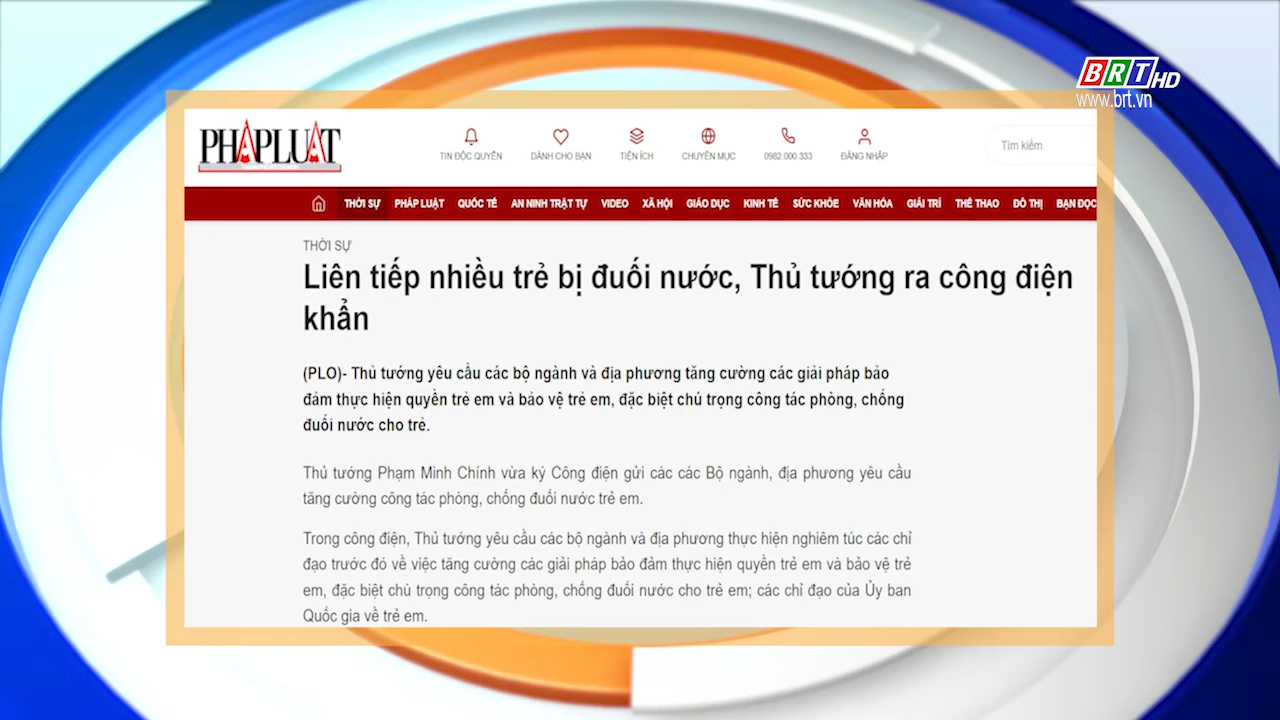 BRT HD
www.brt.vn
PHÁPLUẬT
TIN ĐỘC QUYỀN DÀNH CHO BẠN TIỆN ÍCH CHUYÊN MỤC 0982.000.333 ĐĂNG NHẬP Tìm kiếm
THỜI SỰ PHÁP LUẬT QUỐC TẾ AN NINH TRẬT TỰ VIDEO XÃ HỘI GIÁO DỤC KINH TẾ SỨC KHỎE VĂN HÓA GIẢI TRÍ THỂ THAO ĐÔ THỊ BẠN ĐỌC
THỜI SỰ
Liên tiếp nhiều trẻ bị đuối nước, Thủ tướng ra công điện
khẩn
(PLO)- Thủ tướng yêu cầu các bộ ngành và địa phương tăng cường các giải pháp bảo
đảm thực hiện quyền trẻ em và bảo vệ trẻ em, đặc biệt chú trọng công tác phòng, chống
đuối nước cho trẻ.
Thủ tướng Phạm Minh Chính vừa ký Công điện gửi các các Bộ ngành, địa phương yêu cầu
tăng cường công tác phòng, chống đuối nước trẻ em.
Trong công điện, Thủ tướng yêu cầu các bộ ngành và địa phương thực hiện nghiêm túc các chỉ
đạo trước đó về việc tăng cường các giải pháp bảo đảm thực hiện quyền trẻ em và bảo vệ trẻ
em, đặc biệt chú trọng công tác phòng, chống đuối nước cho trẻ em; các chỉ đạo của Ủy ban
Quốc gia về trẻ em.